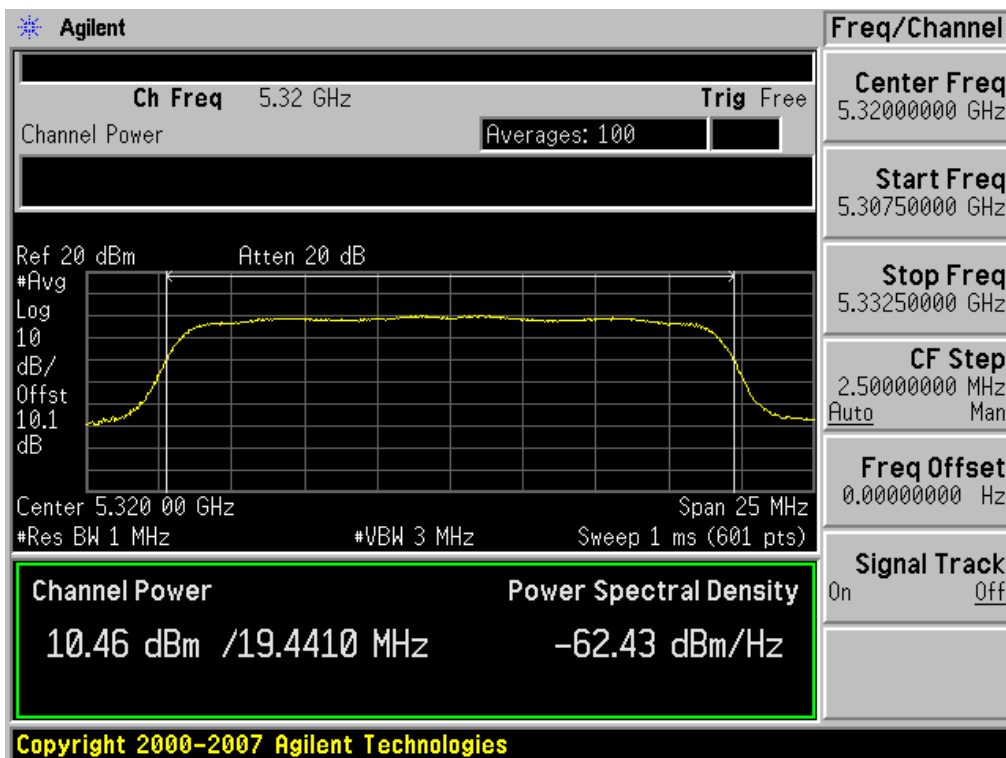 Agilent
Ch Freq 5.32 GHz Trig Free
Channel Power Averages: 100
Ref 20 dBm Atten 20 dB
#Avg
Log
10
dB/
Offst
10.1
dB
Center 5.320 00 GHz Span 25 MHz
#Res BW 1 MHz #VBW 3 MHz Sweep 1 ms (601 pts)
Channel Power Power Spectral Density
10.46 dBm /19.4410 MHz -62.43 dBm/Hz
Copyright 2000-2007 Agilent Technologies
Freq/Channel
Center Freq
5.32000000 GHz
Start Freq
5.30750000 GHz
Stop Freq
5.33250000 GHz
CF Step
2.50000000 MHz
Auto Man
Freq Offset
0.00000000 Hz
Signal Track
On Off